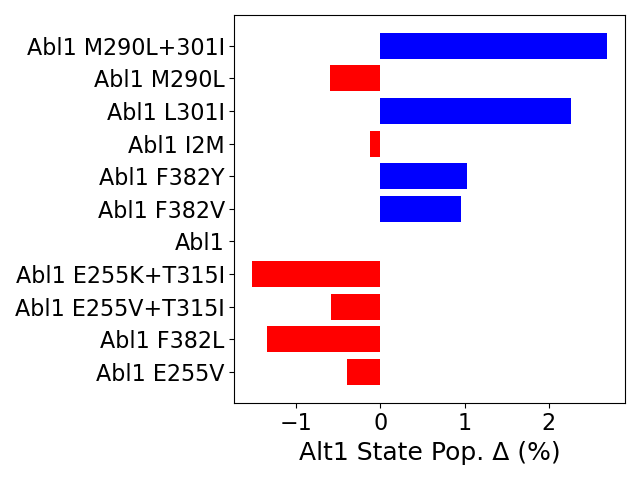 Abl1 M290L+301I
Abl1 M290L
Abl1 L301I
Abl1 I2M
Abl1 F382Y
Abl1 F382V
Abl1
Abl1 E255K+T315I
Abl1 E255V+T315I
Abl1 F382L
Abl1 E255V
−1 0 1 2
Alt1 State Pop. Δ (%)